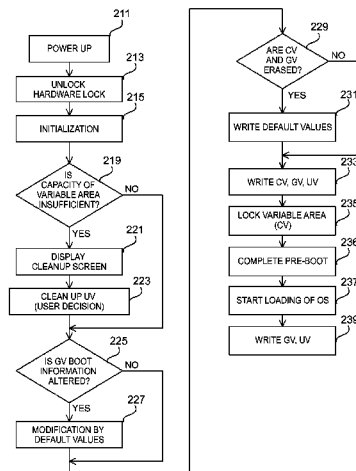 211
POWER UP
213
UNLOCK
HARDWARE LOCK
215
INITIALIZATION
219
IS
CAPACITY OF
VARIABLE AREA
INSUFFICIENT?
NO
YES
221
DISPLAY
CLEANUP SCREEN
223
CLEAN UP UV
(USER DECISION)
225
IS GV BOOT
INFORMATION
ALTERED?
NO
YES
227
MODIFICATION BY
DEFAULT VALUES
229
ARE CV
AND GV
ERASED?
NO
YES
231
WRITE DEFAULT VALUES
233
WRITE CV, GV, UV
235
LOCK VARIABLE AREA
(CV)
236
COMPLETE PRE-BOOT
237
START LOADING OF OS
239
WRITE GV, UV